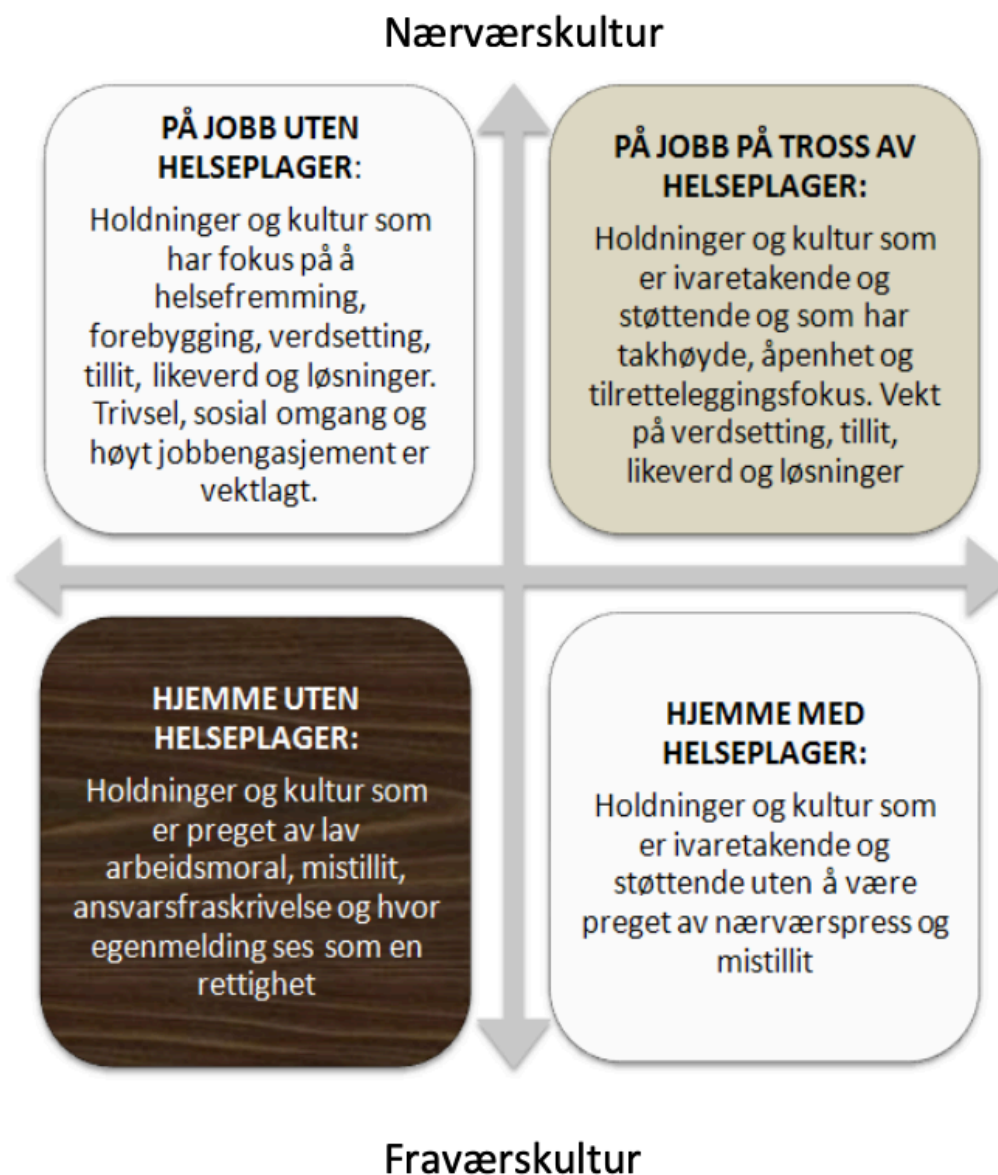 Nærværskultur
PÅ JOBB UTEN
HELSEPLAGER:
Holdninger og kultur som
har fokus på å
helsefremming,
forebygging, verdsetting,
tillit, likeverd og løsninger.
Trivsel, sosial omgang og
høyt jobbengasjement er
vektlagt.
PÅ JOBB PÅ TROSS AV
HELSEPLAGER:
Holdninger og kultur som
er ivaretakende og
støttende og som har
takhøyde, åpenhet og
tilretteleggingsfokus. Vekt
på verdsetting, tillit,
likeverd og løsninger
HJEMME UTEN
HELSEPLAGER:
Holdninger og kultur som
er preget av lav
arbeidsmoral, mistillit,
ansvarsfraskrivelse og hvor
egenmelding ses som en
rettighet
HJEMME MED
HELSEPLAGER:
Holdninger og kultur som
er ivaretakende og
støttende uten å være
preget av nærværspress og
mistillit
Fraværskultur